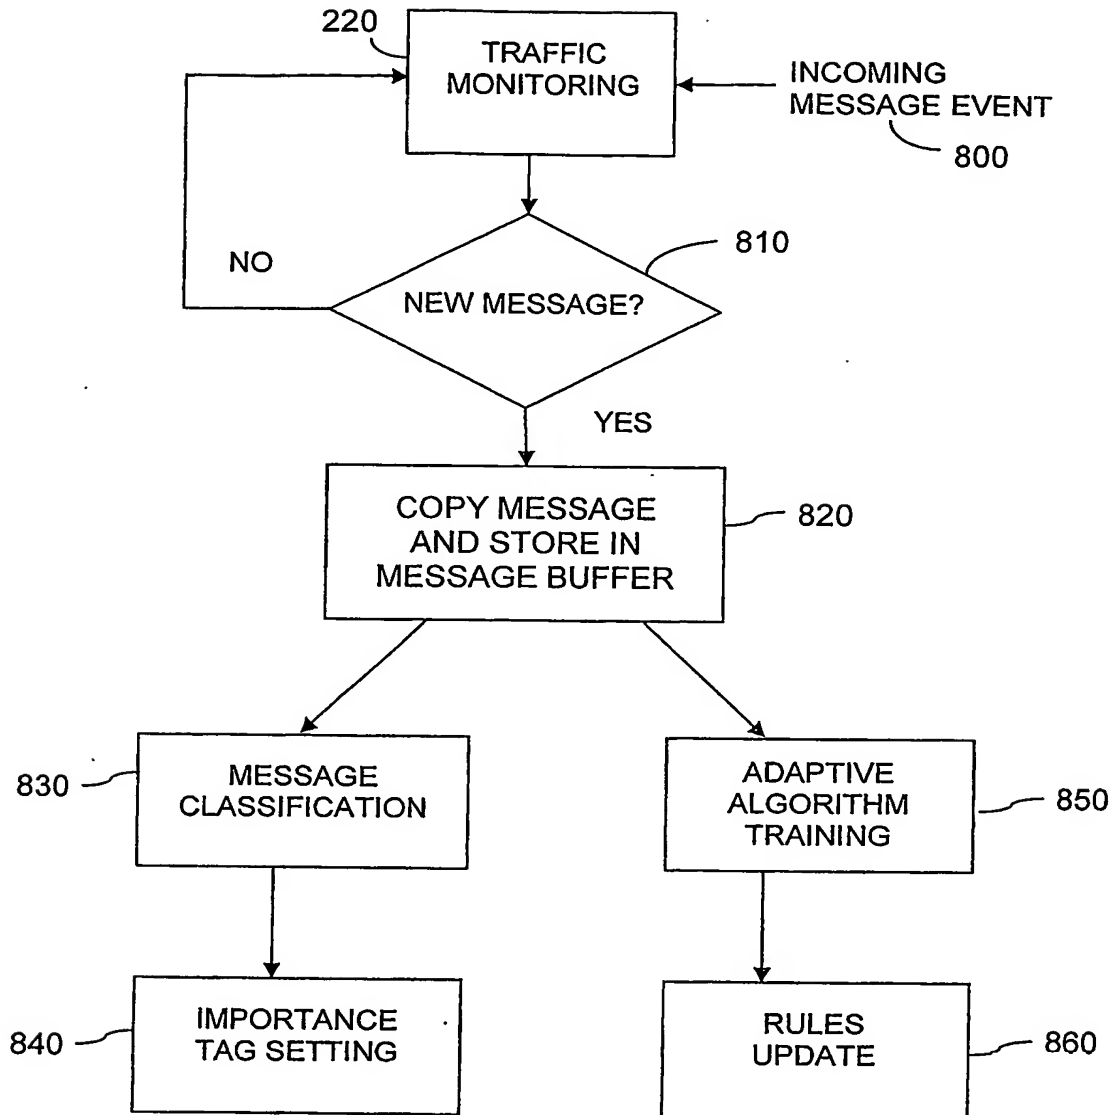 220
TRAFFIC
MONITORING
INCOMING
MESSAGE EVENT
800
NO
810
NEW MESSAGE?
YES
COPY MESSAGE
AND STORE IN
MESSAGE BUFFER
820
830
MESSAGE
CLASSIFICATION
ADAPTIVE
ALGORITHM
TRAINING
850
840
IMPORTANCE
TAG SETTING
RULES
UPDATE
860